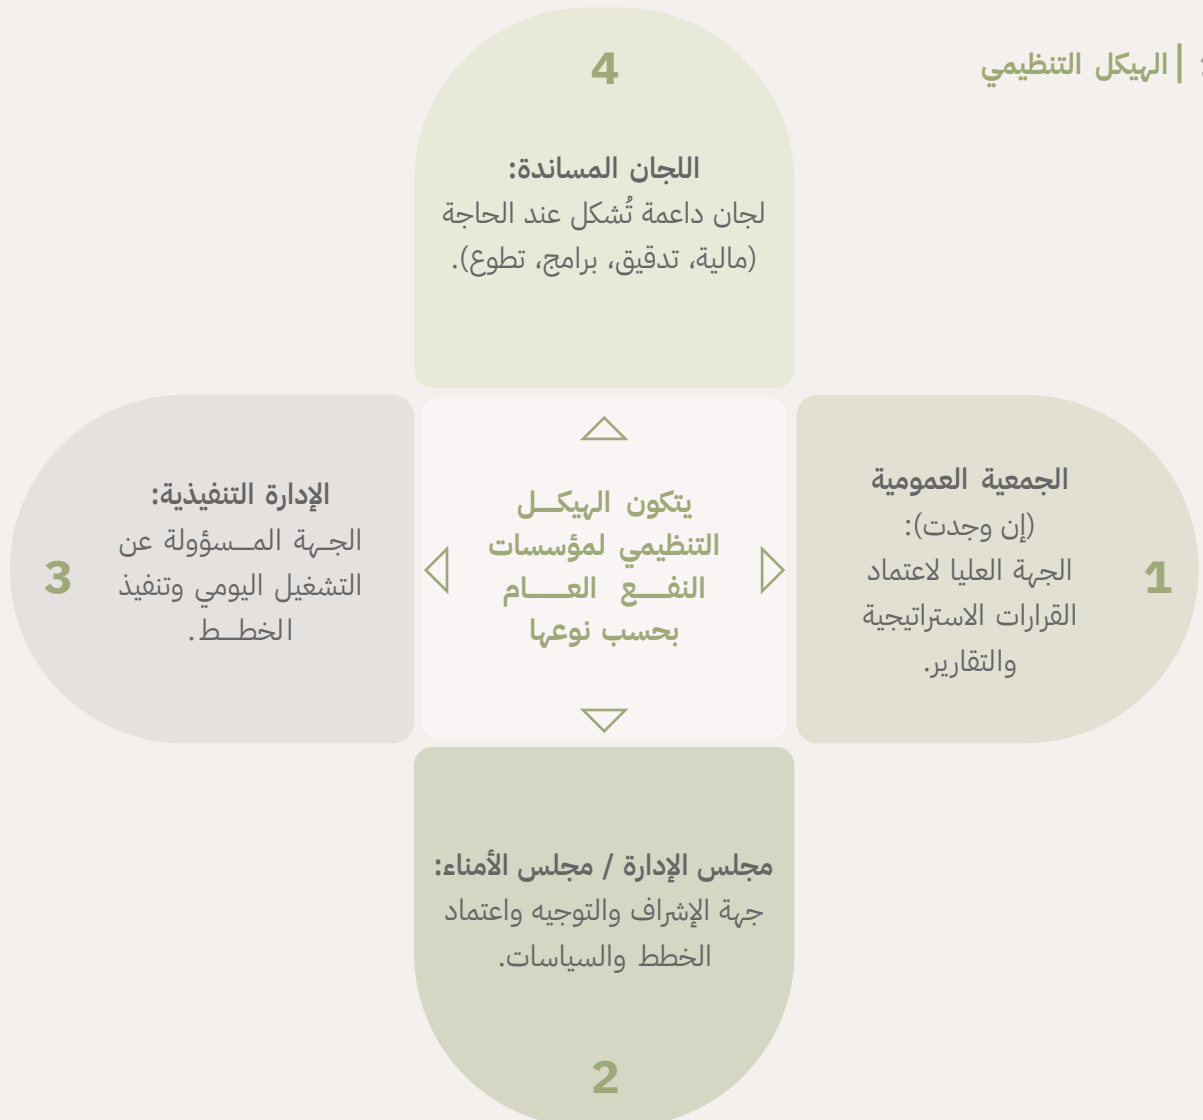 الهيكل التنظيمي
يتكون الهيكل
التنظيمي لمؤسسات
النفع العام
بحسب نوعها
1
الجمعية العمومية
(إن وجدت):
الجهة العليا لاعتماد
القرارات الاستراتيجية
والتقارير.
2
مجلس الإدارة / مجلس الأمناء:
جهة الإشراف والتوجيه واعتماد
الخطط والسياسات.
3
الإدارة التنفيذية:
الجهة المسؤولة عن
التشغيل اليومي وتنفيذ
الخطط.
4
اللجان المساندة:
لجان داعمة تُشكل عند الحاجة
(مالية، تدقيق، برامج، تطوع).